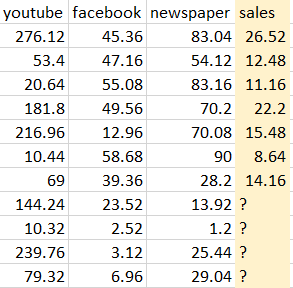 youtube facebook newspaper sales
276.12 45.36 83.04 26.52
53.4 47.16 54.12 12.48
20.64 55.08 83.16 11.16
181.8 49.56 70.2 22.2
216.96 12.96 70.08 15.48
10.44 58.68 90 8.64
69 39.36 28.2 14.16
144.24 23.52 13.92 ?
10.32 2.52 1.2 ?
239.76 3.12 25.44 ?
79.32 6.96 29.04 ?